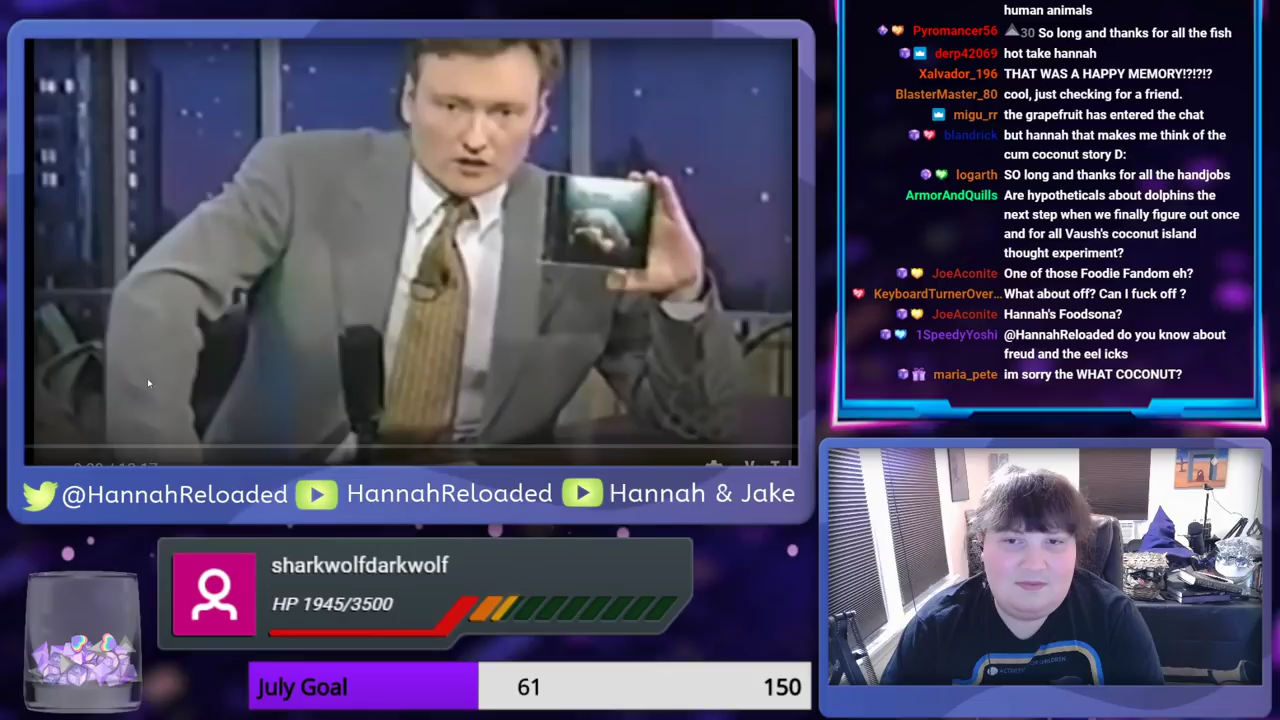 human animals
Pyromancer56 30 So long and thanks for all the fish
derp42069 hot take hannah
Xalvador_196 THAT WAS A HAPPY MEMORY!?!?!?
BlasterMaster_80 cool, just checking for a friend.
migu_rr the grapefruit has entered the chat
blandrick but hannah that makes me think of the
cum coconut story D:
logarth SO long and thanks for all the handjobs
ArmorAndQuills Are hypotheticals about dolphins the
next step when we finally figure out once
and for all Vaush's coconut island
thought experiment?
JoeAconite One of those Foodie Fandom eh?
KeyboardTurnerOver... What about off? Can I fuck off ?
JoeAconite Hannah's Foodsona?
1SpeedyYoshi @HannahReloaded do you know about
freud and the eel icks
maria_pete im sorry the WHAT COCONUT?
@HannahReloaded HannahReloaded Hannah & Jake
sharkwolfdarkwolf
HP 1945/3500
July Goal 61 150